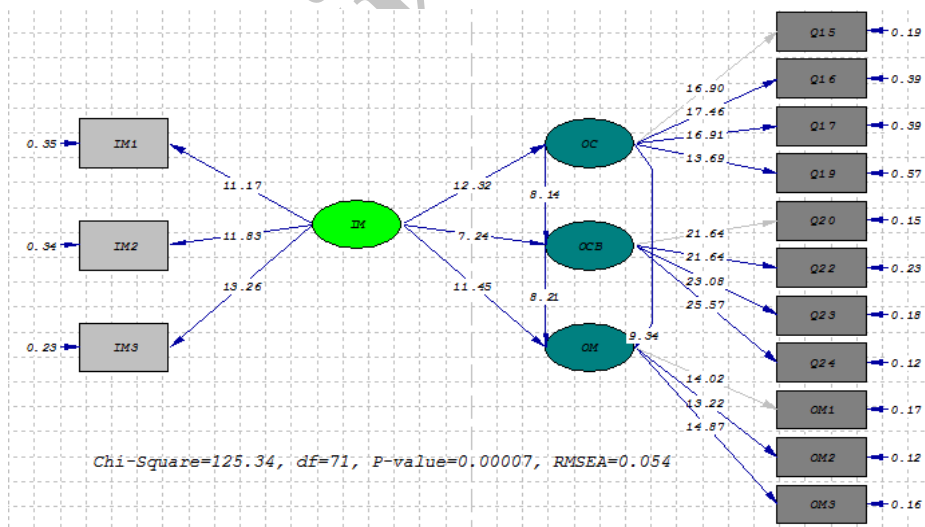 Q15
0.19
Q16
0.39
16.90
17.46
Q17
0.39
16.91
0.35
IM1
OC
13.69
Q19
0.57
11.17
12.32
8.14
Q20
0.15
IM
21.64
0.34
IM2
11.83
7.24
OCB
21.64
Q22
0.23
23.08
13.26
11.45
8.21
25.57
Q23
0.18
9.34
0.23
IM3
OM
Q24
0.12
14.02
OM1
0.17
13.22
14.87
Chi-Square=125.34, df=71, P-value=0.00007, RMSEA=0.054
OM2
0.12
OM3
0.16